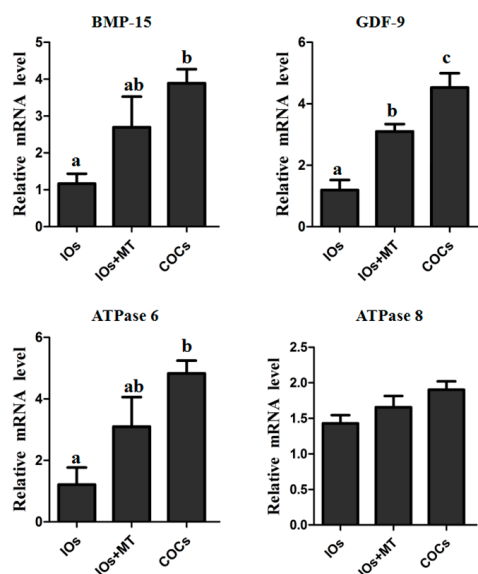 BMP-15
Relative mRNA level
5
4
3
2
1
0
a
ab
b
IOs
IOs+MT
COCs
GDF-9
Relative mRNA level
6
4
2
0
a
b
c
IOs
IOs+MT
COCs
ATPase 6
Relative mRNA level
6
4
2
0
a
ab
b
IOs
IOs+MT
COCs
ATPase 8
Relative mRNA level
2.5
2.0
1.5
1.0
0.5
0.0
IOs
IOs+MT
COCs